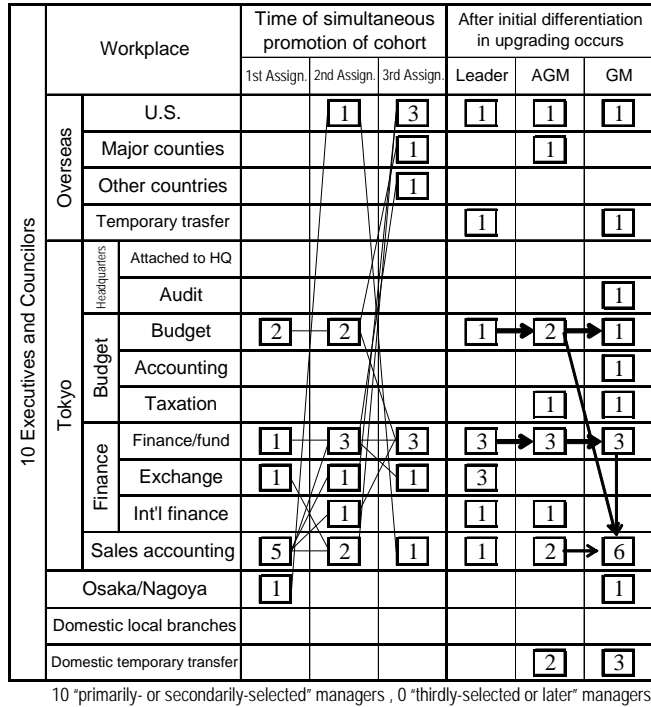 Workplace
Time of simultaneous promotion of cohort
After initial differentiation in upgrading occurs
1st Assign. 2nd Assign. 3rd Assign. Leader AGM GM
10 Executives and Councilors
Overseas
U.S. 1 3 1 1 1
Major counties 1 1
Other countries 1
Temporary trasfer 1 1
Tokyo
Headquarters
Attached to HQ
Audit 1
Budget
Budget 2 2 1 2 1
Accounting 1
Taxation 1 1
Finance
Finance/fund 1 3 3 3 3 3
Exchange 1 1 1 3
Int'l finance 1 1 1
Sales accounting 5 2 1 1 2 6
Osaka/Nagoya 1 1
Domestic local branches
Domestic temporary transfer 2 3
10 "primarily- or secondarily-selected" managers , 0 "thirdly-selected or later" managers